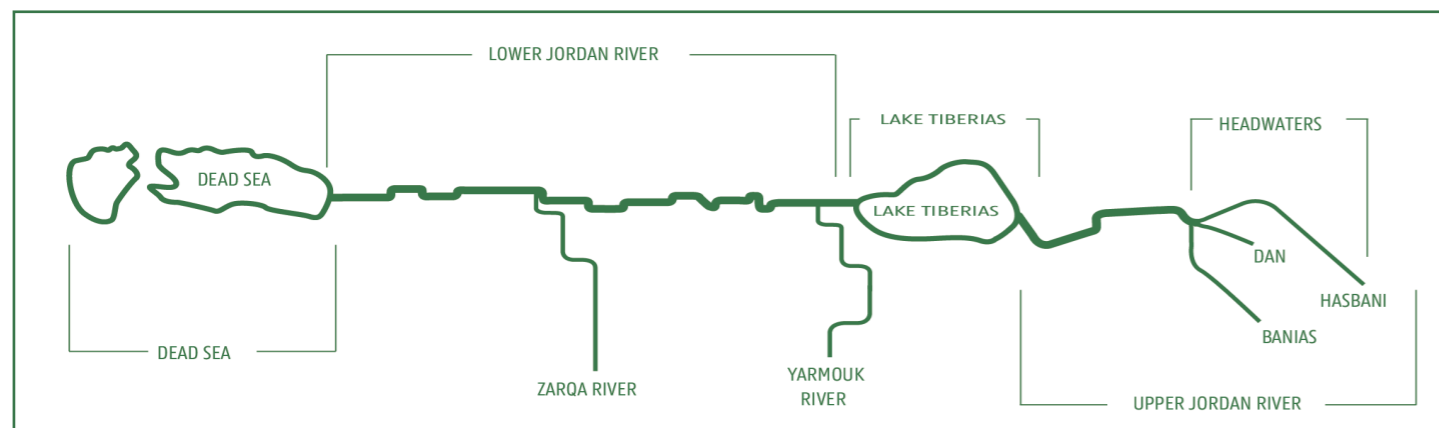 LOWER JORDAN RIVER
LAKE TIBERIAS
HEADWATERS
DEAD SEA
LAKE TIBERIAS
DAN
HASBANI
BANIAS
DEAD SEA
ZARQA RIVER
YARMOUK
RIVER
UPPER JORDAN RIVER